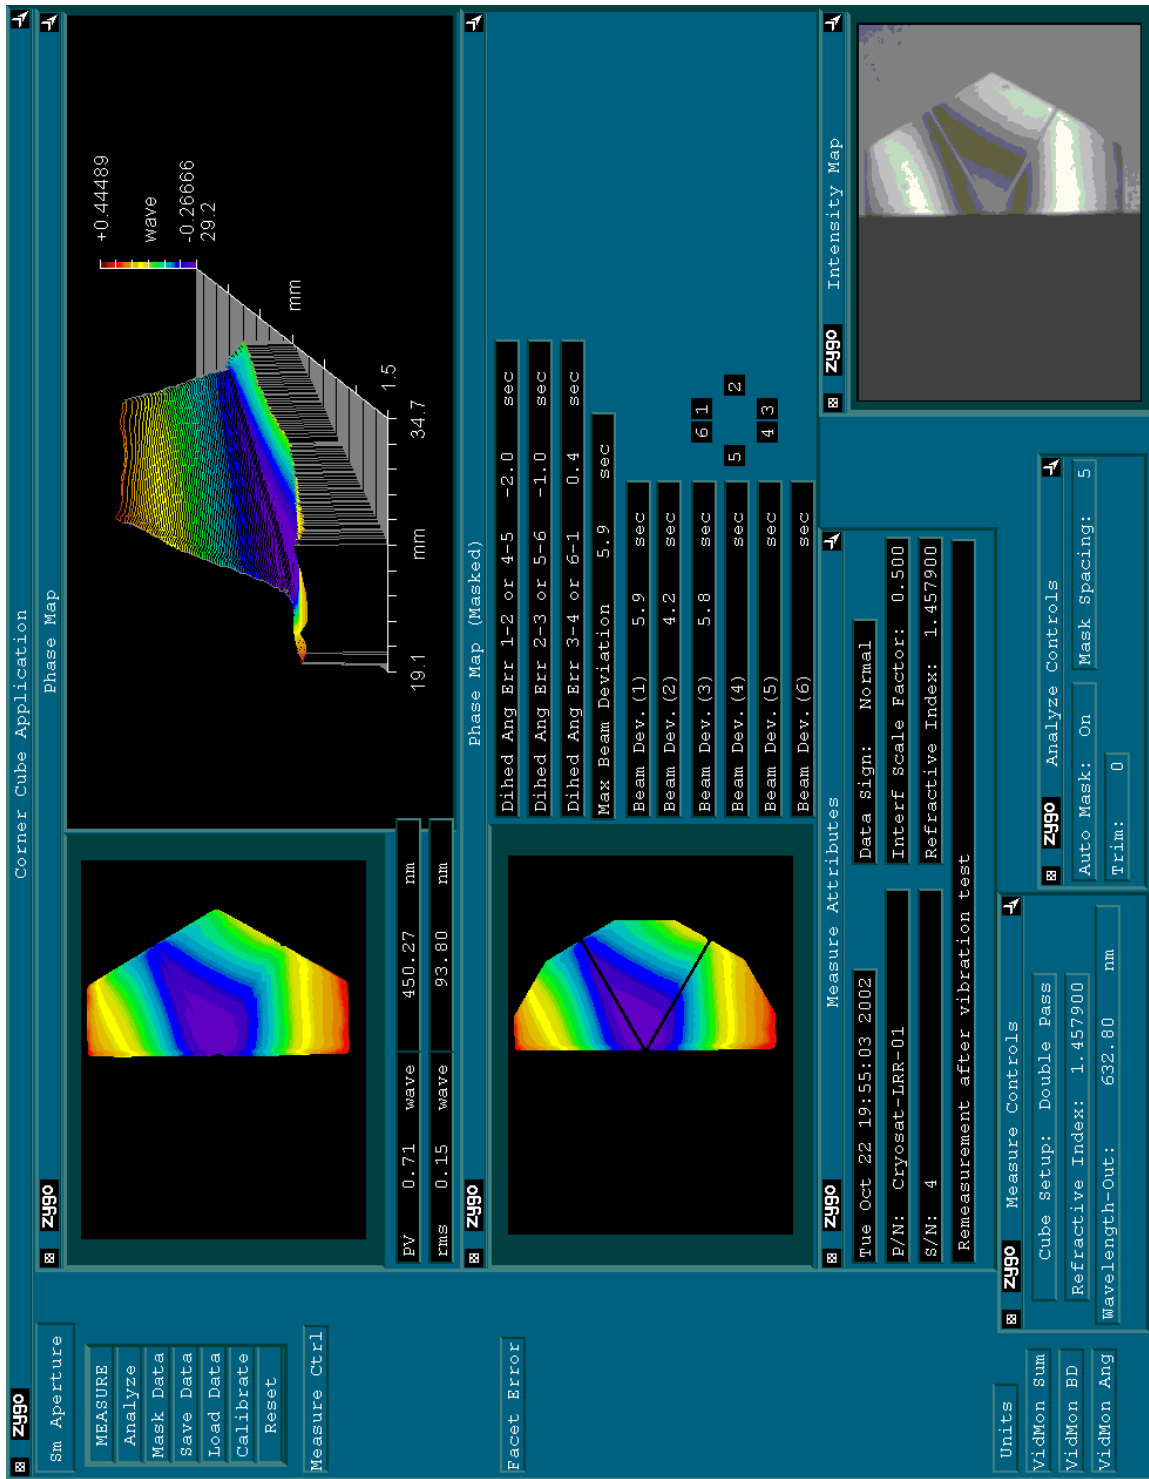 zygo Corner Cube Application
Sm Aperture
MEASURE
Analyze
Mask Data
Save Data
Load Data
Calibrate
Reset
Measure Ctrl
Facet Error
Units
VidMon Sum
VidMon BD
VidMon Ang
zygo Phase Map
PV 0.71 wave 450.27 nm
rms 0.15 wave 93.80 nm
+0.44489
wave
-0.26666
29.2
mm
1.5
34.7
mm
19.1
zygo Phase Map (Masked)
Dihed Ang Err 1-2 or 4-5 -2.0 sec
Dihed Ang Err 2-3 or 5-6 -1.0 sec
Dihed Ang Err 3-4 or 6-1 0.4 sec
Max Beam Deviation 5.9 sec
Beam Dev.(1) 5.9 sec
Beam Dev.(2) 4.2 sec
Beam Dev.(3) 5.8 sec
Beam Dev.(4) sec
Beam Dev.(5) sec
Beam Dev.(6) sec
6 1
5 2
4 3
zygo Measure Attributes
Tue Oct 22 19:55:03 2002
Data Sign: Normal
P/N: Cryosat-LRR-01
Interf Scale Factor: 0.500
S/N: 4
Refractive Index: 1.457900
Remeasurement after vibration test
zygo Intensity Map
zygo Measure Controls
Cube Setup: Double Pass
Refractive Index: 1.457900
Wavelength-Out: 632.80 nm
zygo Analyze Controls
Auto Mask: On
Mask Spacing: 5
Trim: 0